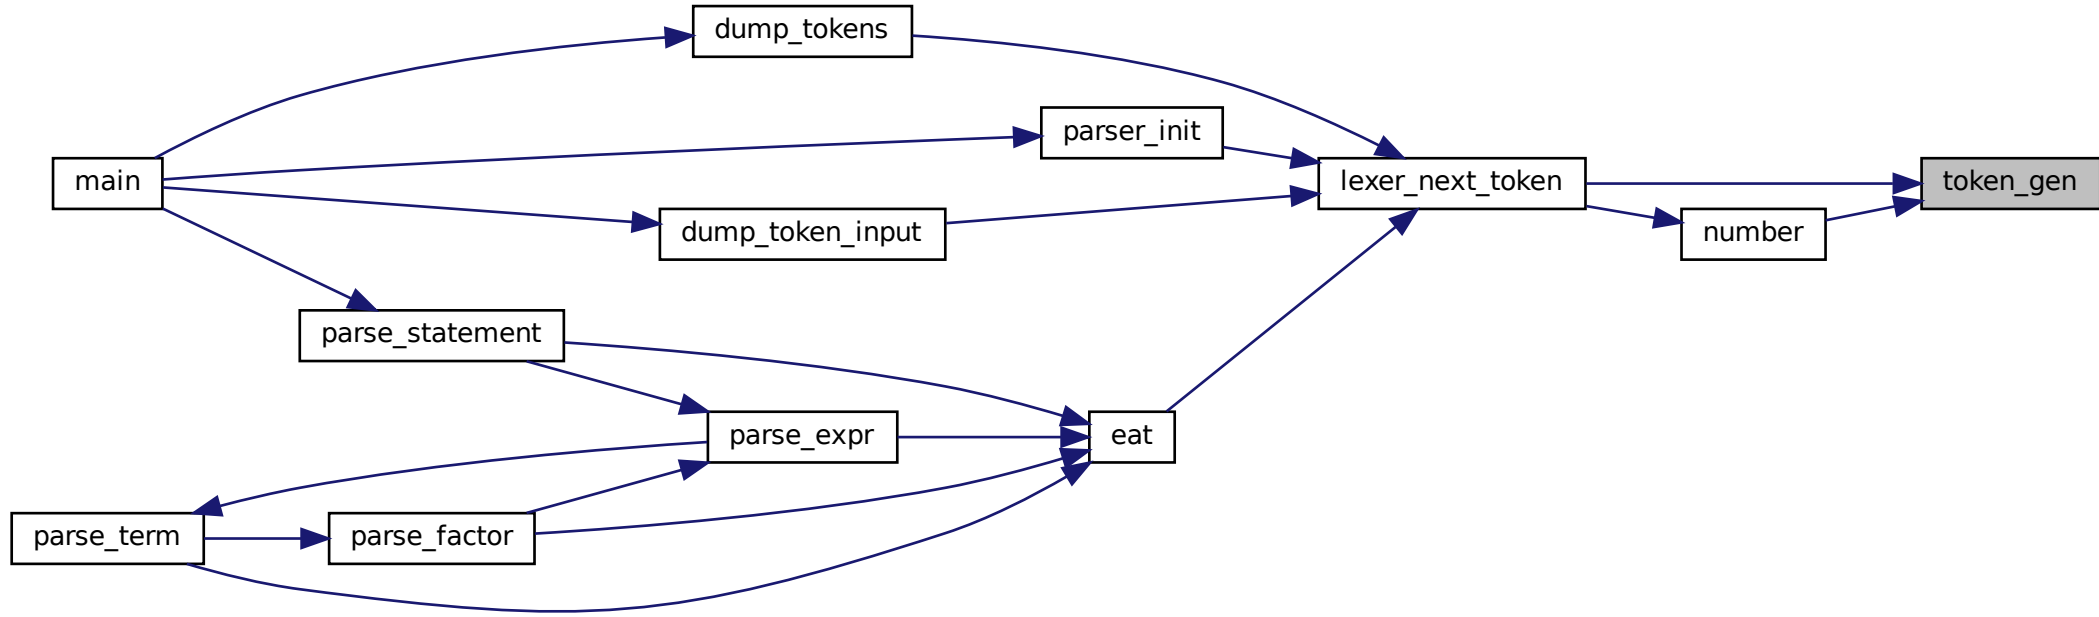 dump_tokens
parser_init
main
lexer_next_token
token_gen
dump_token_input
number
parse_statement
parse_expr
eat
parse_term
parse_factor